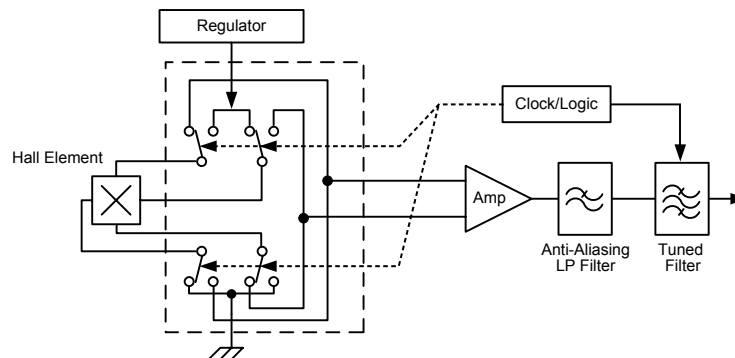 Regulator
Clock/Logic
Hall Element
Amp
Anti-Aliasing
LP Filter
Tuned
Filter